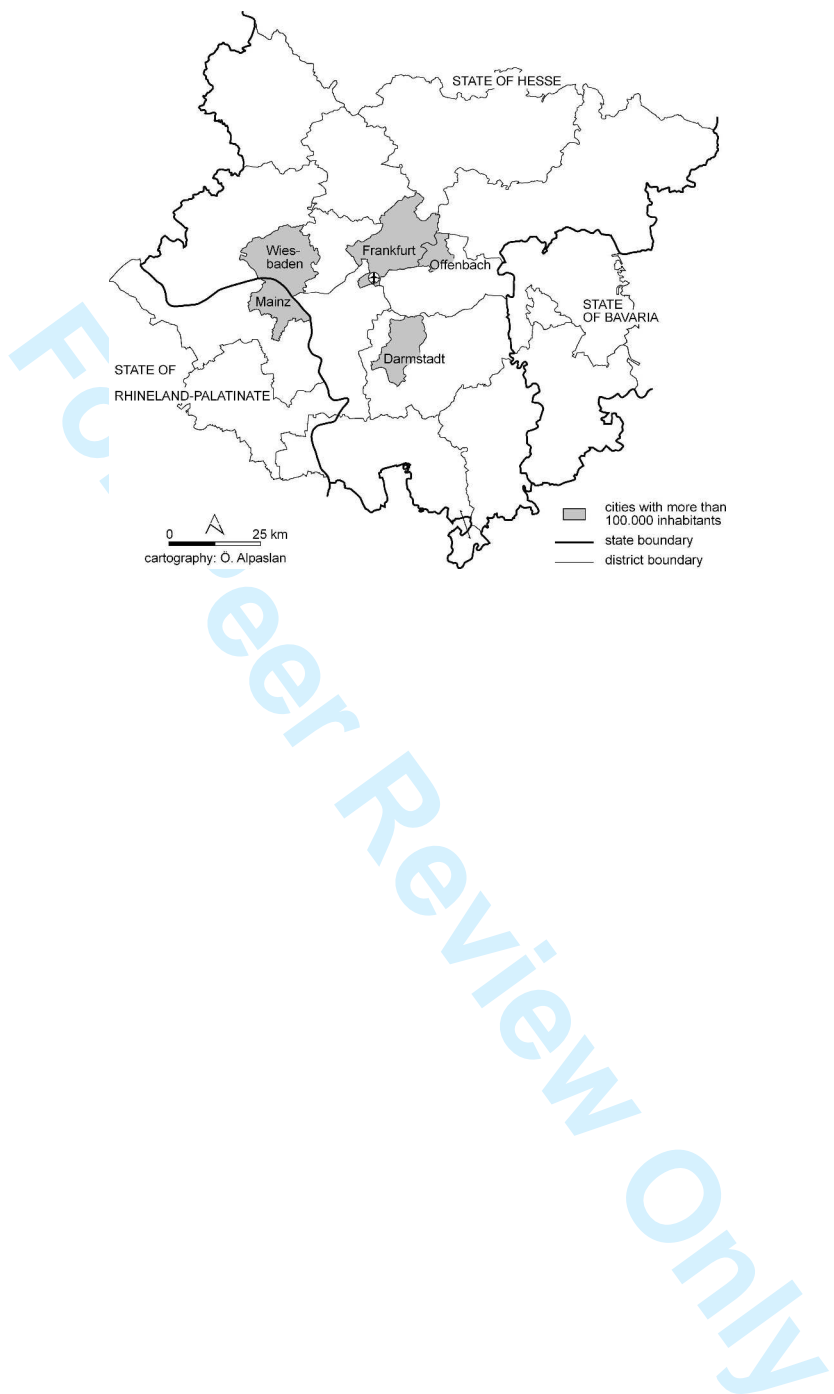 STATE OF HESSE
Wies-
baden
Frankfurt
Offenbach
Mainz
STATE
OF BAVARIA
Darmstadt
STATE OF
RHINELAND-PALATINATE
cities with more than
100.000 inhabitants
0 25 km
state boundary
cartography: Ö. Alpaslan
district boundary
For Peer Review Only